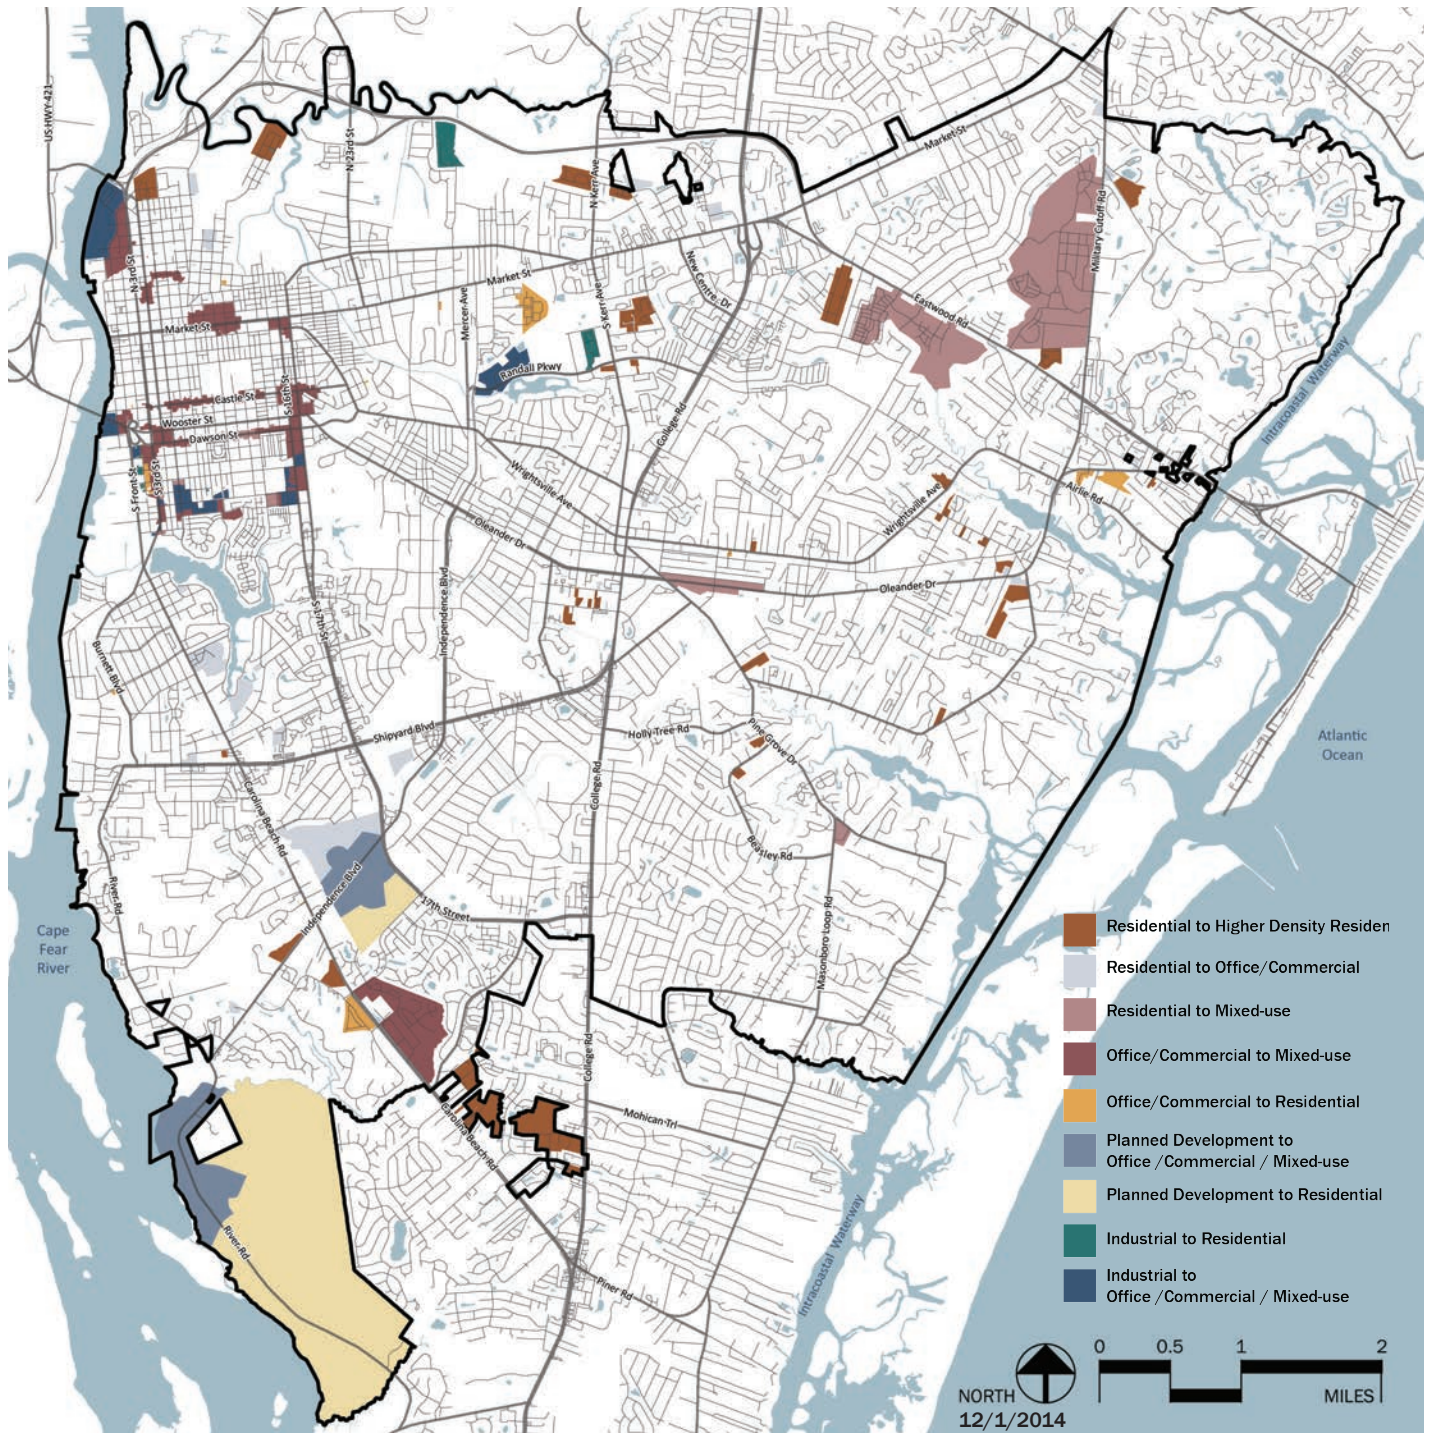 US HWY 421
N 23rd St
N Kerr Ave
Market St
Military Cutoff Rd
N 3rd St
Market St
New Centre Dr
Mercer Ave
S Kerr Ave
Eastwood Rd
Market St
Randall Pkwy
Intracoastal Waterway
Castle St
S 16th St
Wooster St
Dawson St
College Rd
S Front St
S 3rd St
Wrightsville Ave
Airlie Rd
Wrightsville Ave
Oleander Dr
Oleander Dr
Independence Blvd
S 17th St
Burnett Blvd
Shipyard Blvd
Holly Tree Rd
Pine Grove Dr
Atlantic
Ocean
College Rd
Carolina Beach Rd
Beasley Rd
River Rd
Independence Blvd
17th Street
Masonboro Loop Rd
Cape
Fear
River
College Rd
Mohican Trl
Carolina Beach Rd
River Rd
Piner Rd
Intracoastal Waterway
Residential to Higher Density Residen
Residential to Office/Commercial
Residential to Mixed-use
Office/Commercial to Mixed-use
Office/Commercial to Residential
Planned Development to
Office /Commercial / Mixed-use
Planned Development to Residential
Industrial to Residential
Industrial to
Office /Commercial / Mixed-use
0 0.5 1 2
NORTH
MILES
12/1/2014